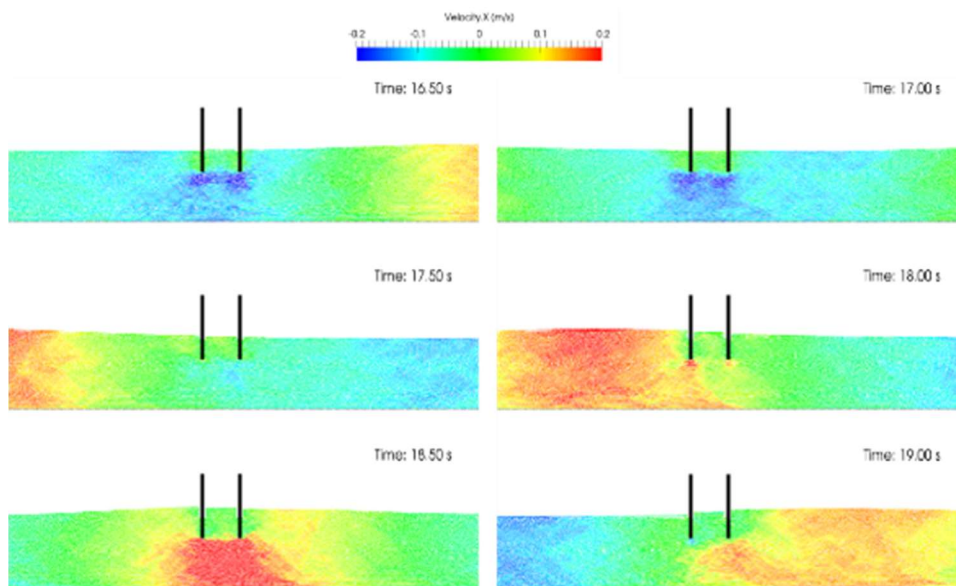 Velocity X (m/s)
-0.2 -0.1 0 0.1 0.2
Time: 16.50 s
Time: 17.00 s
Time: 17.50 s
Time: 18.00 s
Time: 18.50 s
Time: 19.00 s